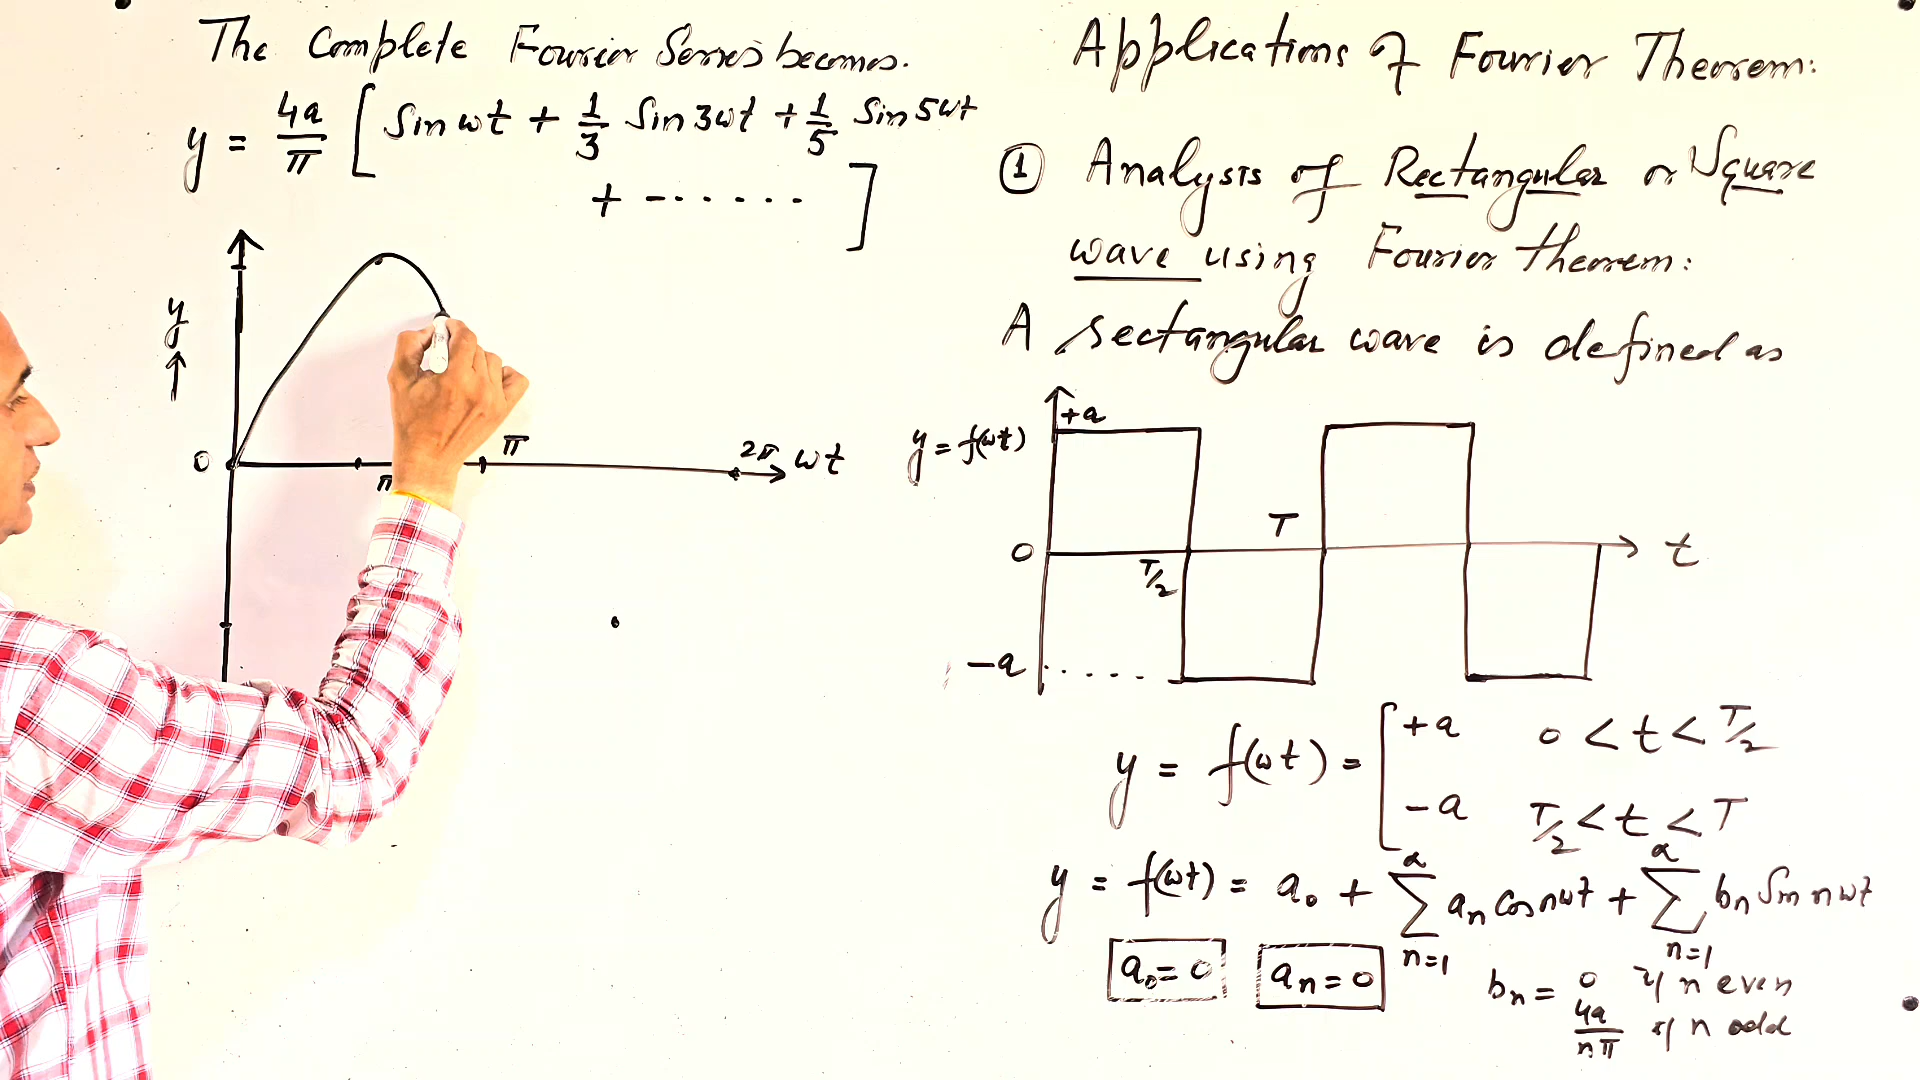 The Complete Fourier Series becomes.
y = 4a/π [ Sin ωt + 1/3 Sin 3ωt + 1/5 Sin 5ωt
+ - . . . . . . ]
y ↑
0
π
π
2π ωt
Applications of Fourier Theorem:
① Analysis of Rectangular or Square
wave using Fourier theorem:
A rectangular wave is defined as
+a
y = f(ωt)
T
0
T/2
t
-a
y = f(ωt) = [ +a 0 < t < T/2
-a T/2 < t < T
y = f(ωt) = a₀ + ∑ₙ₌₁^α aₙ Cos nωt + ∑ₙ₌₁^α bₙ Sin nωt
a₀ = 0 aₙ = 0
bₙ = 0 if n even
4a/nπ if n odd